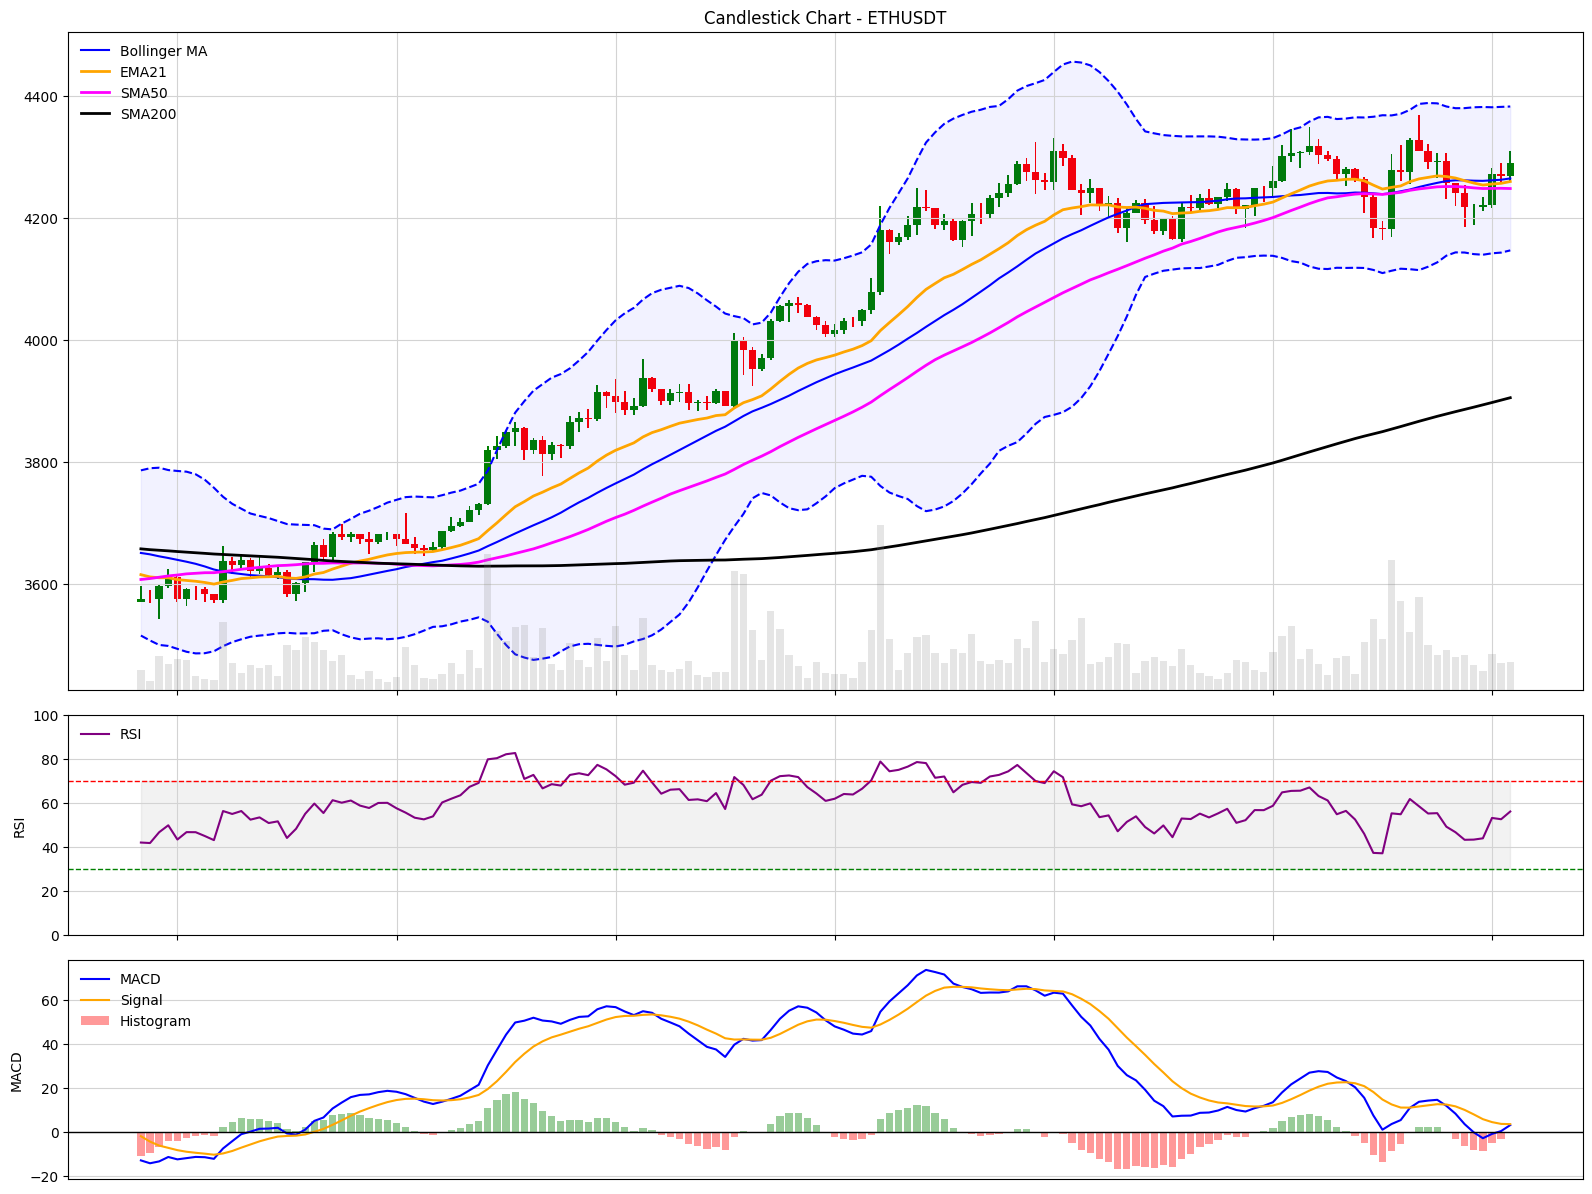 Candlestick Chart - ETHUSDT
Bollinger MA
EMA21
SMA50
SMA200
4400
4200
4000
3800
3600
RSI
100
80
60
40
20
0
RSI
MACD
Signal
Histogram
60
40
20
0
−20
MACD